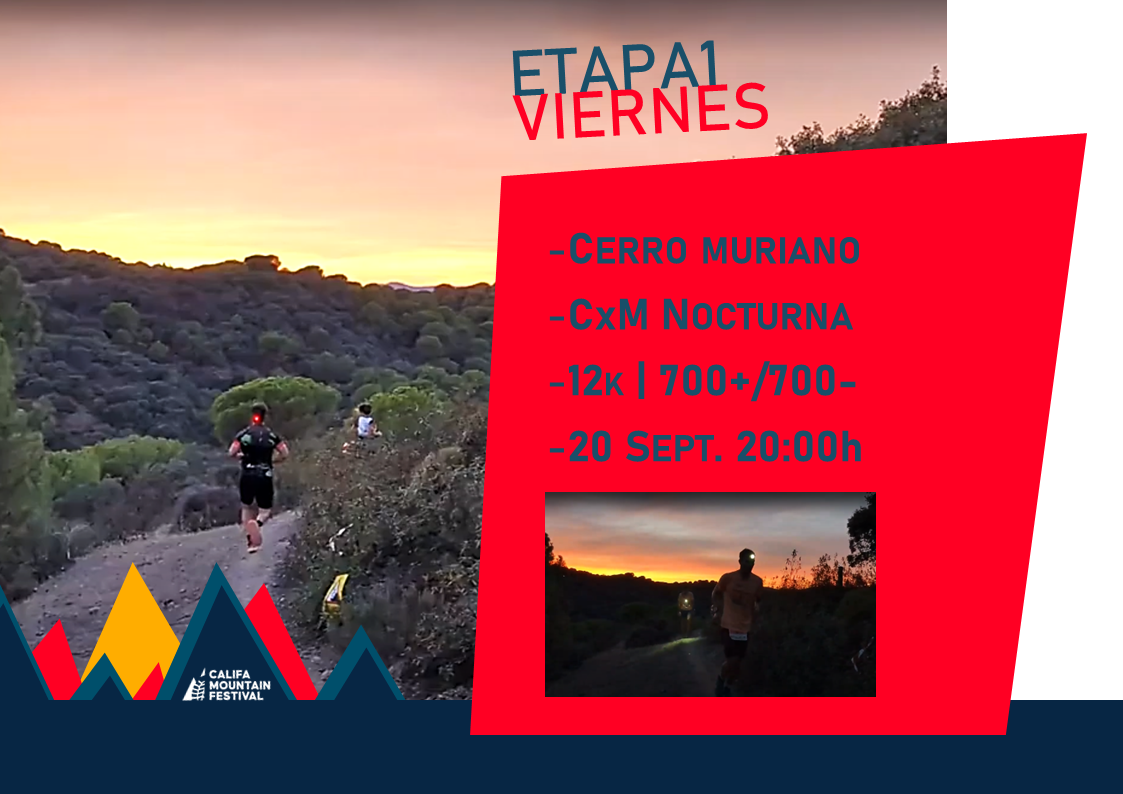 ETAPA1
VIERNES
-CERRO MURIANO
-CxM NOCTURNA
-12K | 700+/700-
-20 SEPT. 20:00h
CALIFA
MOUNTAIN
FESTIVAL